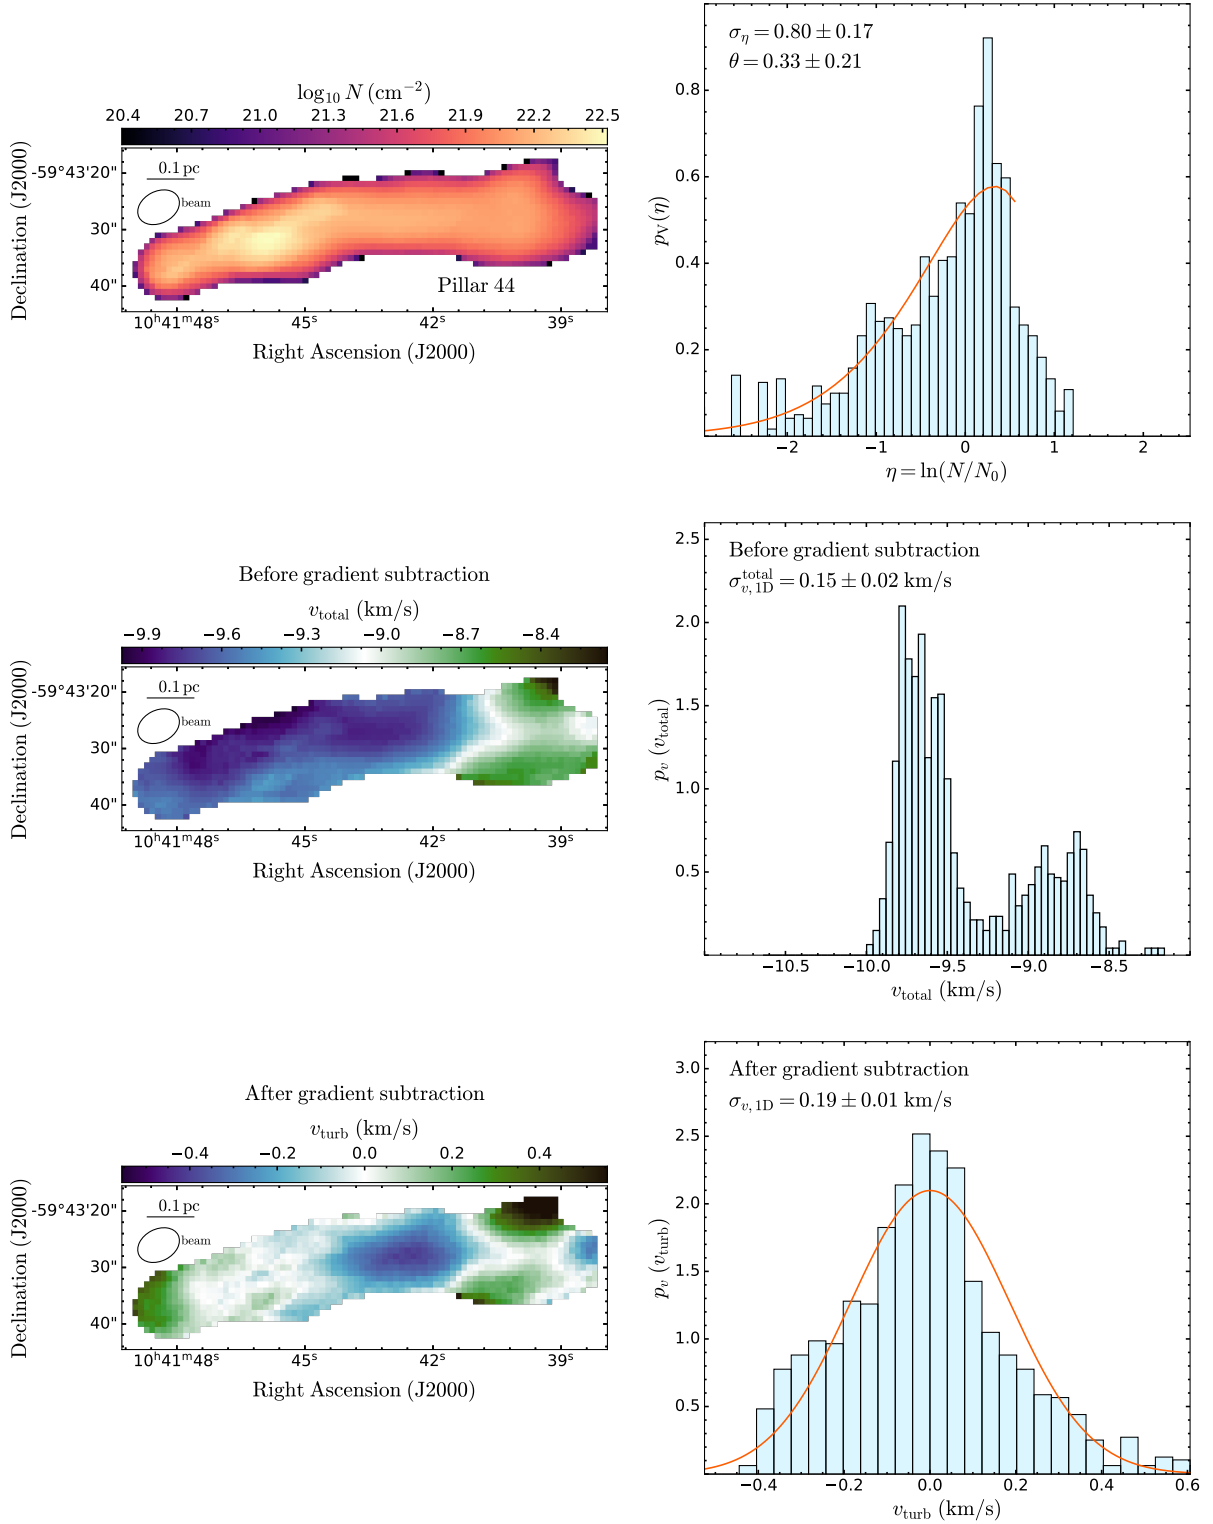 log₁₀ N (cm⁻²)
20.4 20.7 21.0 21.3 21.6 21.9 22.2 22.5
0.1 pc
beam
Pillar 44
-59°43'20"
30"
40"
Declination (J2000)
10ʰ41ᵐ48ˢ 45ˢ 42ˢ 39ˢ
Right Ascension (J2000)
σ_η = 0.80 ± 0.17
θ = 0.33 ± 0.21
0.8
0.6
0.4
0.2
p_V(η)
−2 −1 0 1 2
η = ln(N/N₀)
Before gradient subtraction
v_total (km/s)
−9.9 −9.6 −9.3 −9.0 −8.7 −8.4
0.1 pc
beam
-59°43'20"
30"
40"
Declination (J2000)
10ʰ41ᵐ48ˢ 45ˢ 42ˢ 39ˢ
Right Ascension (J2000)
Before gradient subtraction
σ_{v,1D}^{total} = 0.15 ± 0.02 km/s
2.5
2.0
1.5
1.0
0.5
p_v (v_total)
−10.5 −10.0 −9.5 −9.0 −8.5
v_total (km/s)
After gradient subtraction
v_turb (km/s)
−0.4 −0.2 0.0 0.2 0.4
0.1 pc
beam
-59°43'20"
30"
40"
Declination (J2000)
10ʰ41ᵐ48ˢ 45ˢ 42ˢ 39ˢ
Right Ascension (J2000)
After gradient subtraction
σ_{v,1D} = 0.19 ± 0.01 km/s
3.0
2.5
2.0
1.5
1.0
0.5
p_v (v_turb)
−0.4 −0.2 0.0 0.2 0.4 0.6
v_turb (km/s)